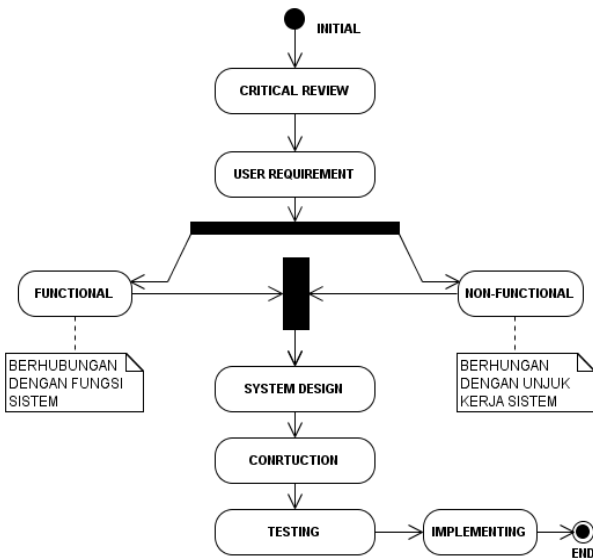 INITIAL
CRITICAL REVIEW
USER REQUIREMENT
FUNCTIONAL
NON-FUNCTIONAL
BERHUBUNGAN
DENGAN FUNGSI
SISTEM
BERHUNGAN
DENGAN UNJUK
KERJA SISTEM
SYSTEM DESIGN
CONRTUCTION
TESTING
IMPLEMENTING
END